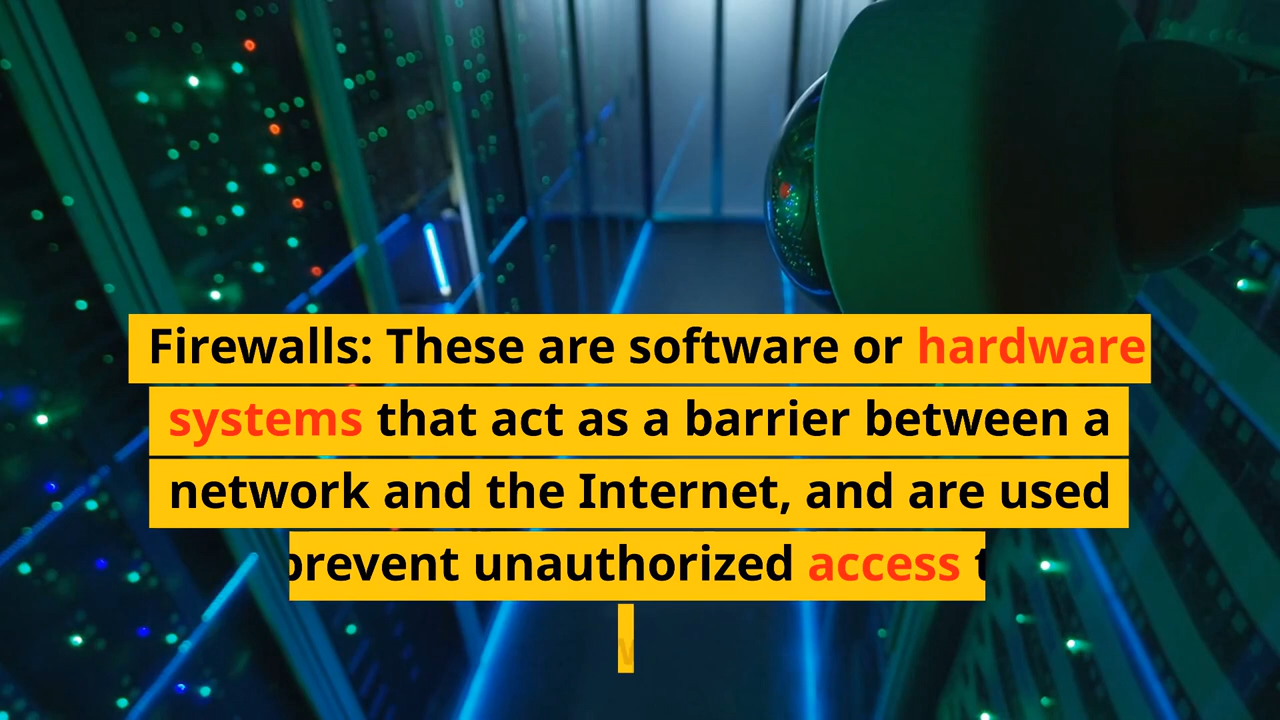 Firewalls: These are software or hardware
systems that act as a barrier between a
network and the Internet, and are used
prevent unauthorized access